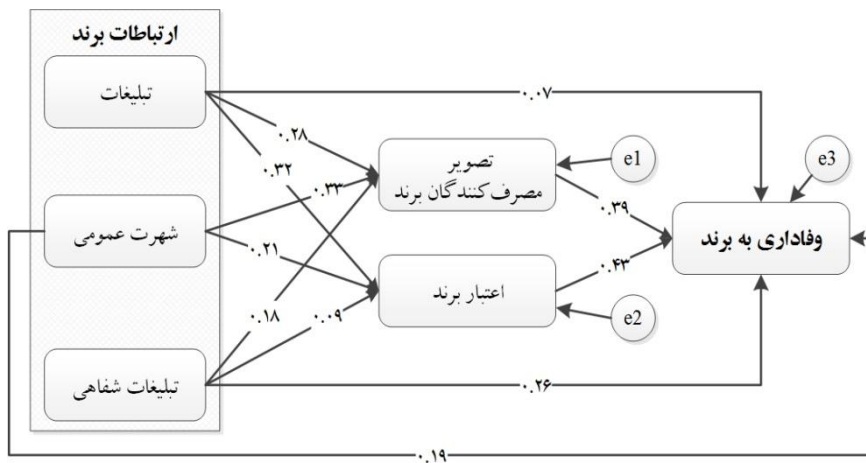 ارتباطات برند
تبلیغات
۰.۰۷
۰.۲۸
e1
e3
تصویر
مصرف‌کنندگان برند
۰.۳۲
۰.۳۳
۰.۳۹
شهرت عمومی
وفاداری به برند
۰.۲۱
۰.۴۳
اعتبار برند
۰.۱۸
۰.۰۹
e2
تبلیغات شفاهی
۰.۲۶
۰.۱۹